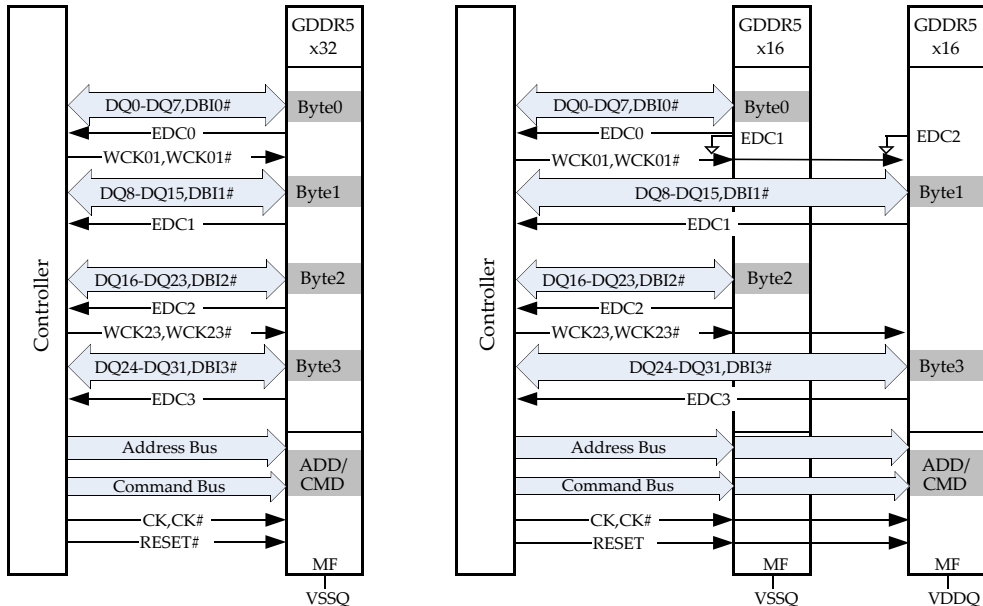 GDDR5
x32
Controller
DQ0-DQ7,DBI0#
Byte0
EDC0
WCK01,WCK01#
DQ8-DQ15,DBI1#
Byte1
EDC1
DQ16-DQ23,DBI2#
Byte2
EDC2
WCK23,WCK23#
DQ24-DQ31,DBI3#
Byte3
EDC3
Address Bus
ADD/
CMD
Command Bus
CK,CK#
RESET#
MF
VSSQ
GDDR5
x16
GDDR5
x16
Controller
DQ0-DQ7,DBI0#
Byte0
EDC0
EDC1
EDC2
WCK01,WCK01#
DQ8-DQ15,DBI1#
Byte1
EDC1
DQ16-DQ23,DBI2#
Byte2
EDC2
WCK23,WCK23#
DQ24-DQ31,DBI3#
Byte3
EDC3
Address Bus
ADD/
CMD
Command Bus
CK,CK#
RESET
MF
MF
VSSQ
VDDQ